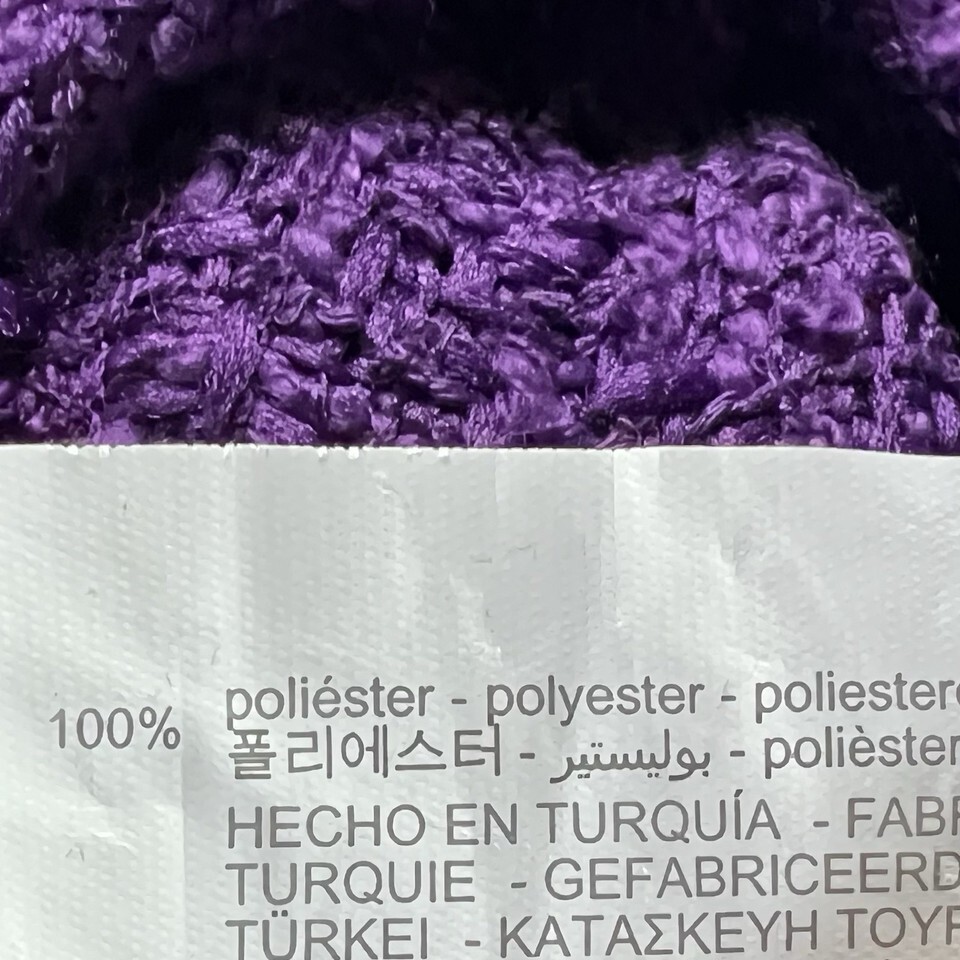 100% poliéster - polyester - poliestere
폴리에스터 - بوليستير - polièster
HECHO EN TURQUÍA - FABR
TURQUIE - GEFABRICEERD
TÜRKEI - ΚΑΤΑΣΚΕΥΗ ΤΟΥΡ